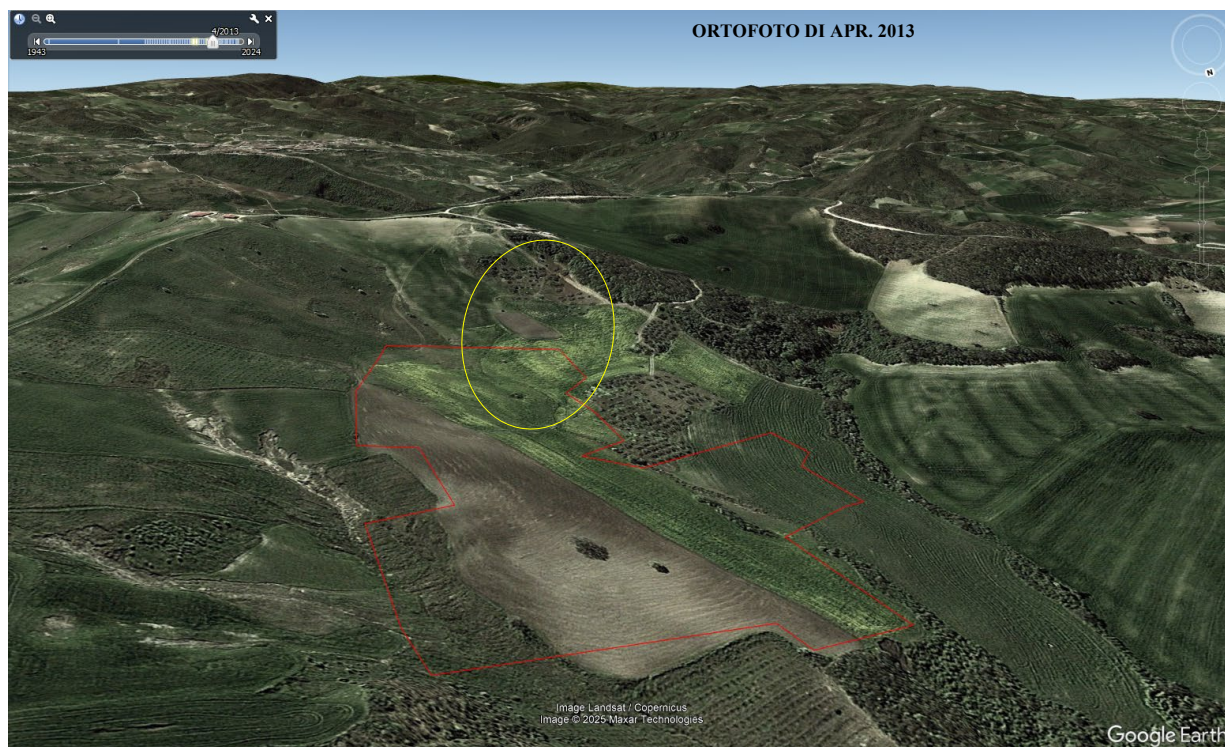 4/2013
1943 2024
ORTOFOTO DI APR. 2013
N
Image Landsat / Copernicus
Image © 2025 Maxar Technologies
Google Earth